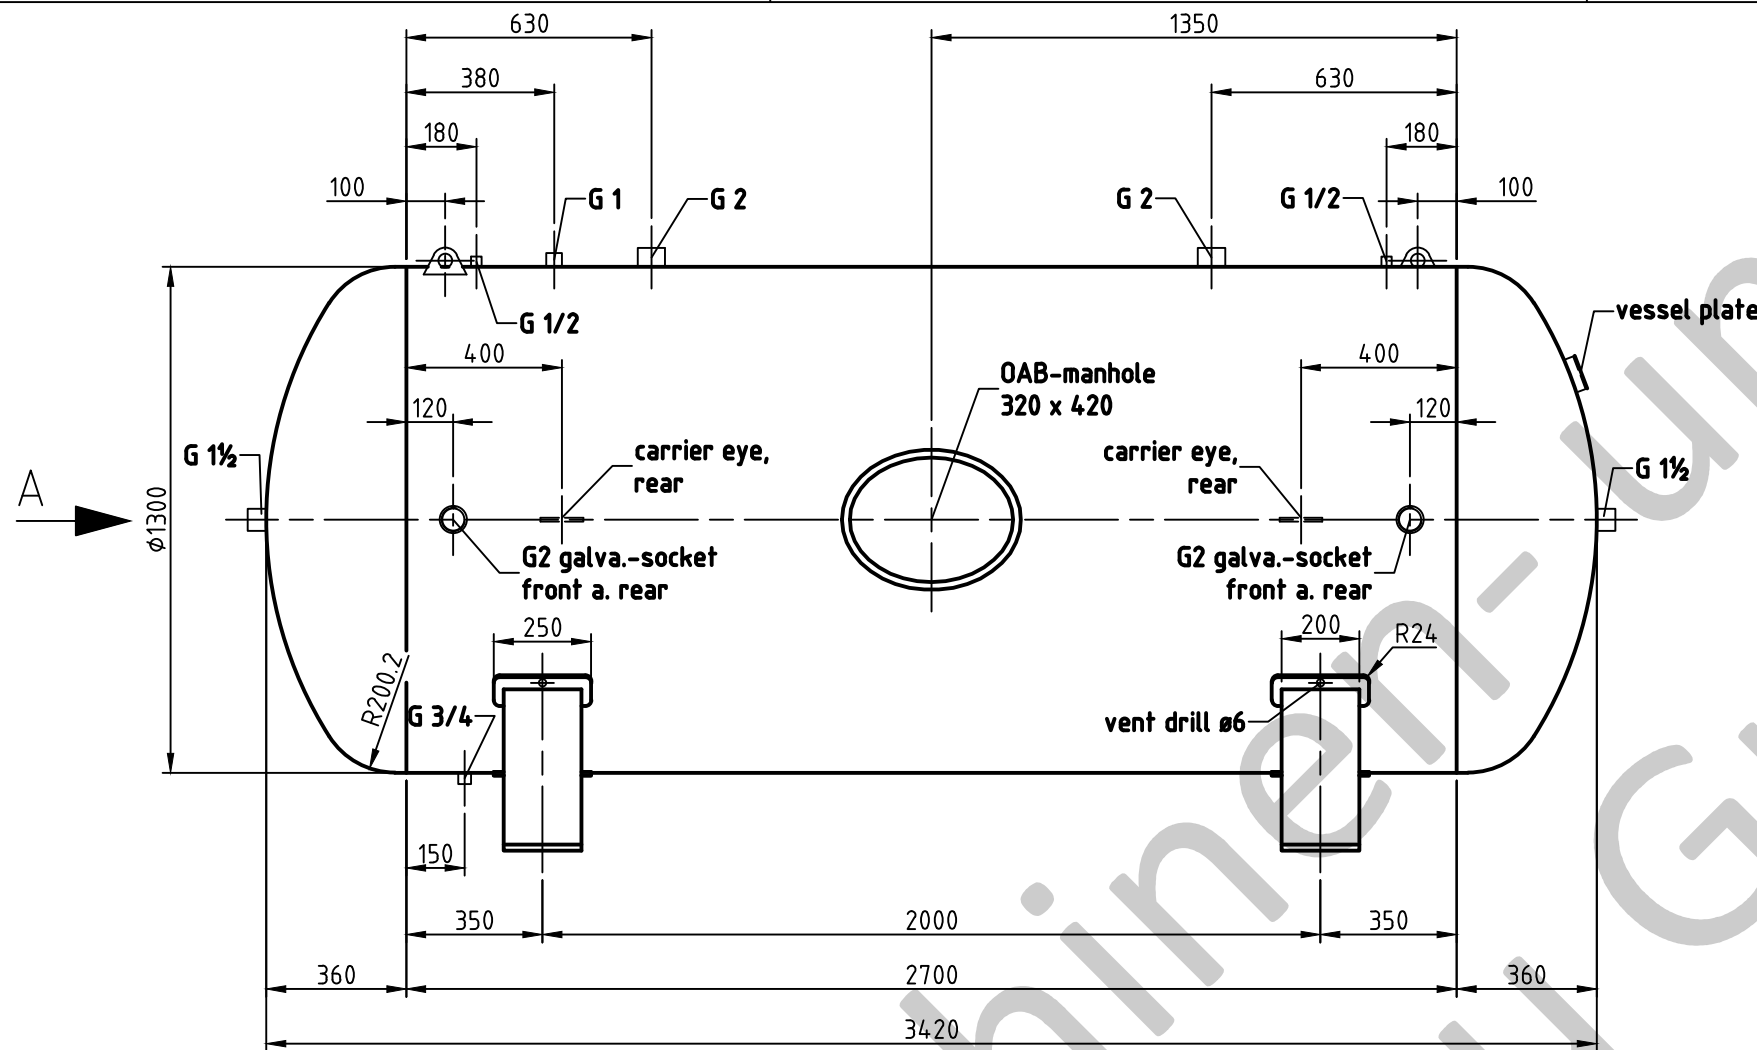 630
1350
380
630
180
180
100
G 1
G 2
G 2
G 1/2
100
G 1/2
vessel plate
400
400
OAB-manhole
320 x 420
120
120
G 1½
carrier eye,
rear
carrier eye,
rear
G 1½
A
ø1300
G2 galva.-socket
front a. rear
G2 galva.-socket
front a. rear
250
200
R24
R200.2
G 3/4
vent drill ø6
150
350
2000
350
360
2700
360
3420
hinen- un
u G